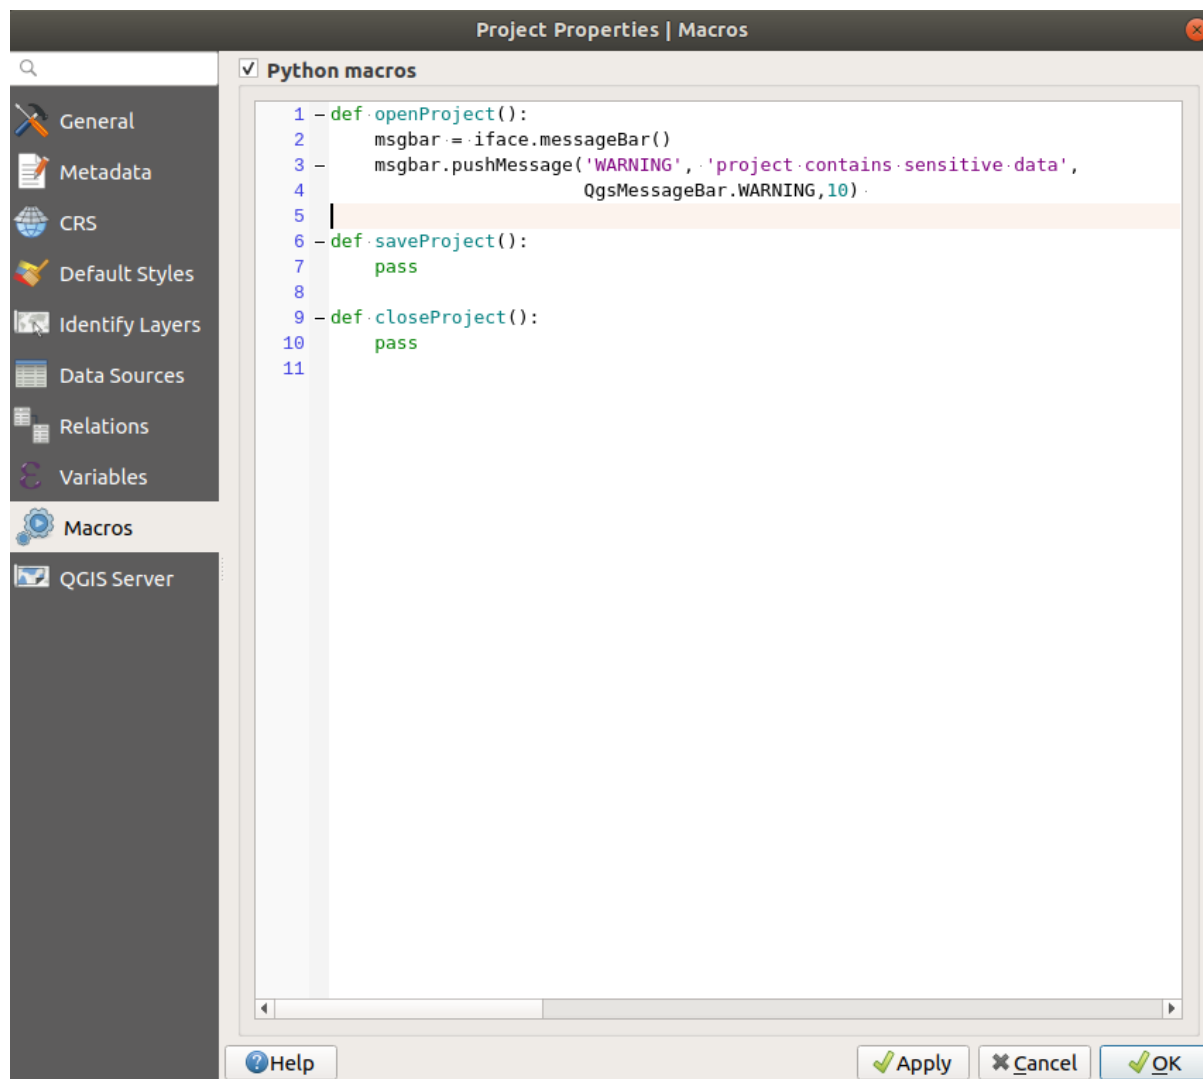 Project Properties | Macros
General
Metadata
CRS
Default Styles
Identify Layers
Data Sources
Relations
Variables
Macros
QGIS Server
Python macros
1 def openProject():
2     msgbar = iface.messageBar()
3     msgbar.pushMessage('WARNING', 'project contains sensitive data',
4                        QgsMessageBar.WARNING,10)
5
6 def saveProject():
7     pass
8
9 def closeProject():
10     pass
11
Help
Apply
Cancel
OK